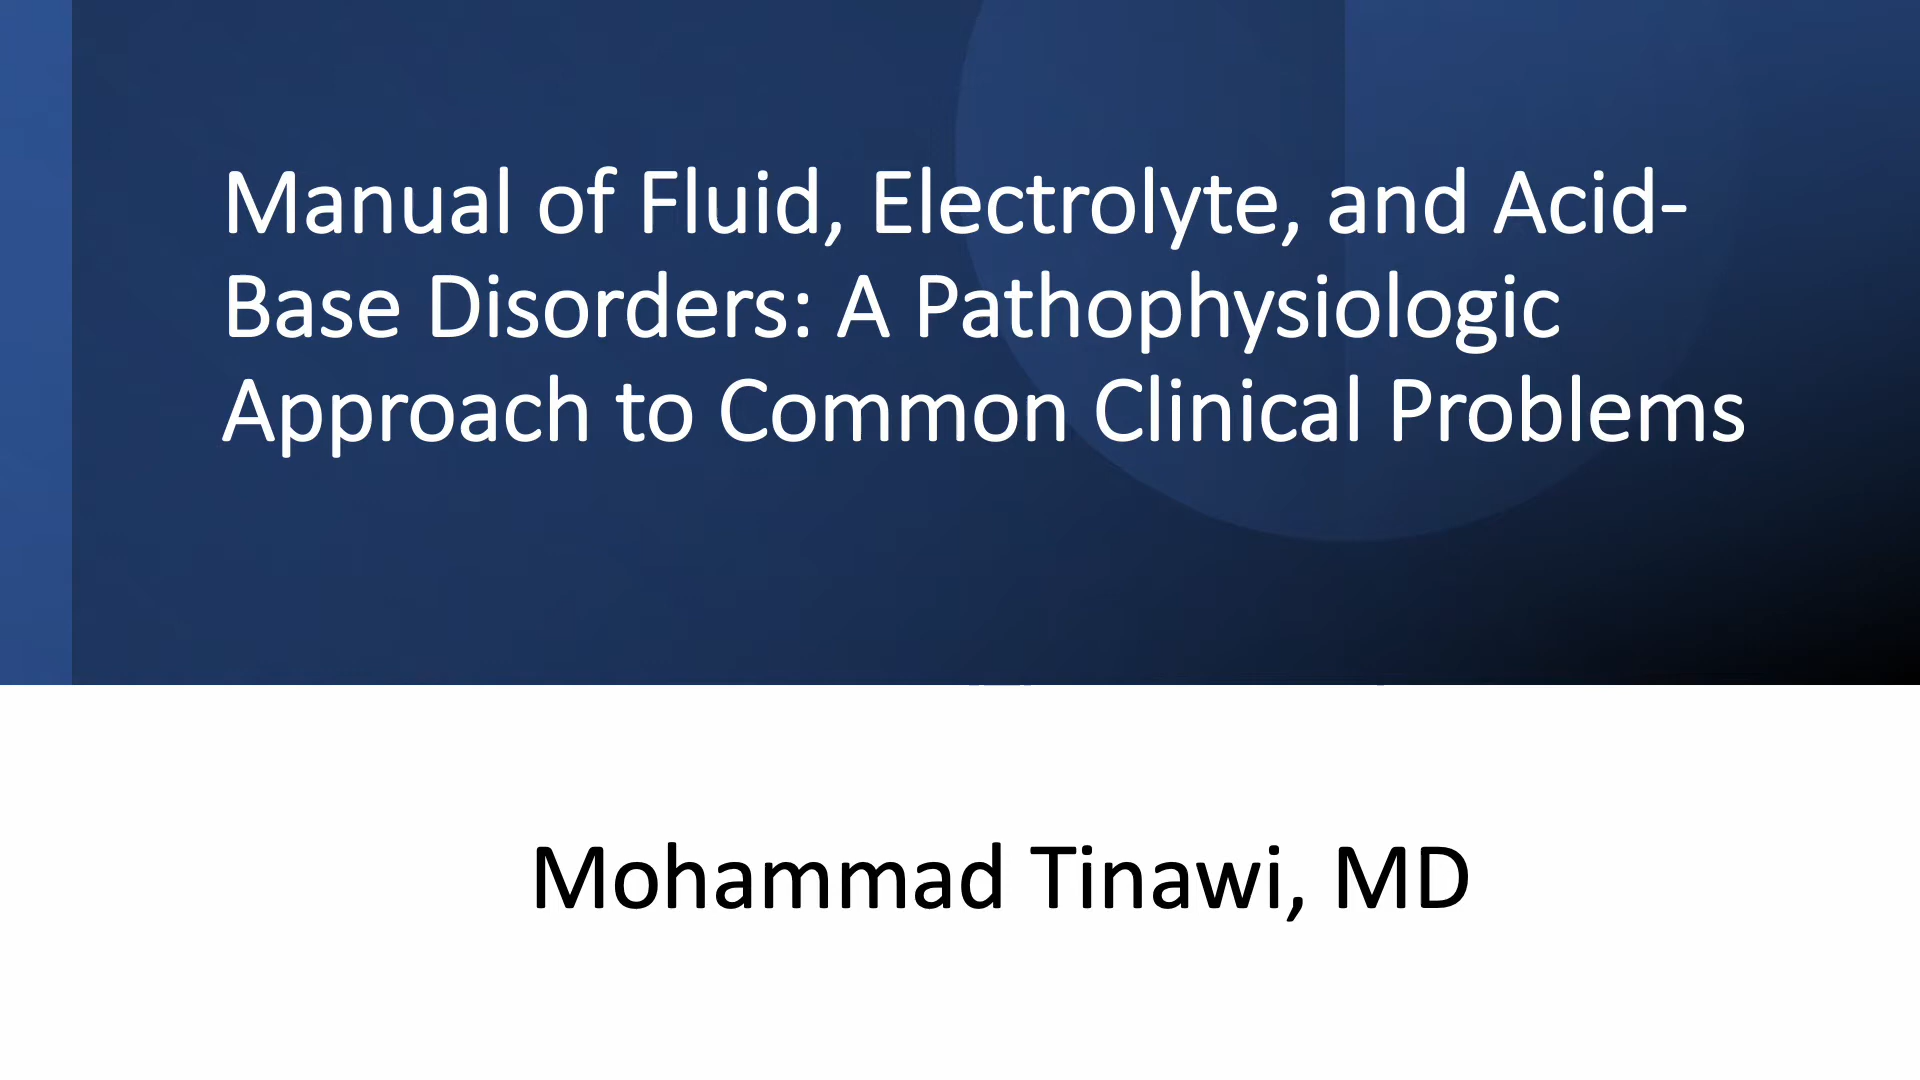 Manual of Fluid, Electrolyte, and Acid-
Base Disorders: A Pathophysiologic
Approach to Common Clinical Problems
Mohammad Tinawi, MD